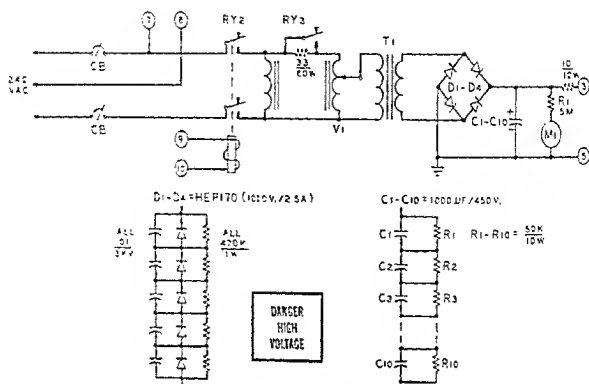 7 8 RY2 RY3 T1
CB
33
60W
10
12W
3
240
VAC
D1-D4
C1-C10
+
R1
5M
M1
CB
V1
9
10
5
D1-D4=HEP170 (1000V./2.5A)
C1-C10=1000 µF/450V.
ALL
.01
3KV
ALL
470K
1W
C1 R1 R1-R10= 50K
10W
C2 R2
C3 R3
DANGER
HIGH
VOLTAGE
C10 R10